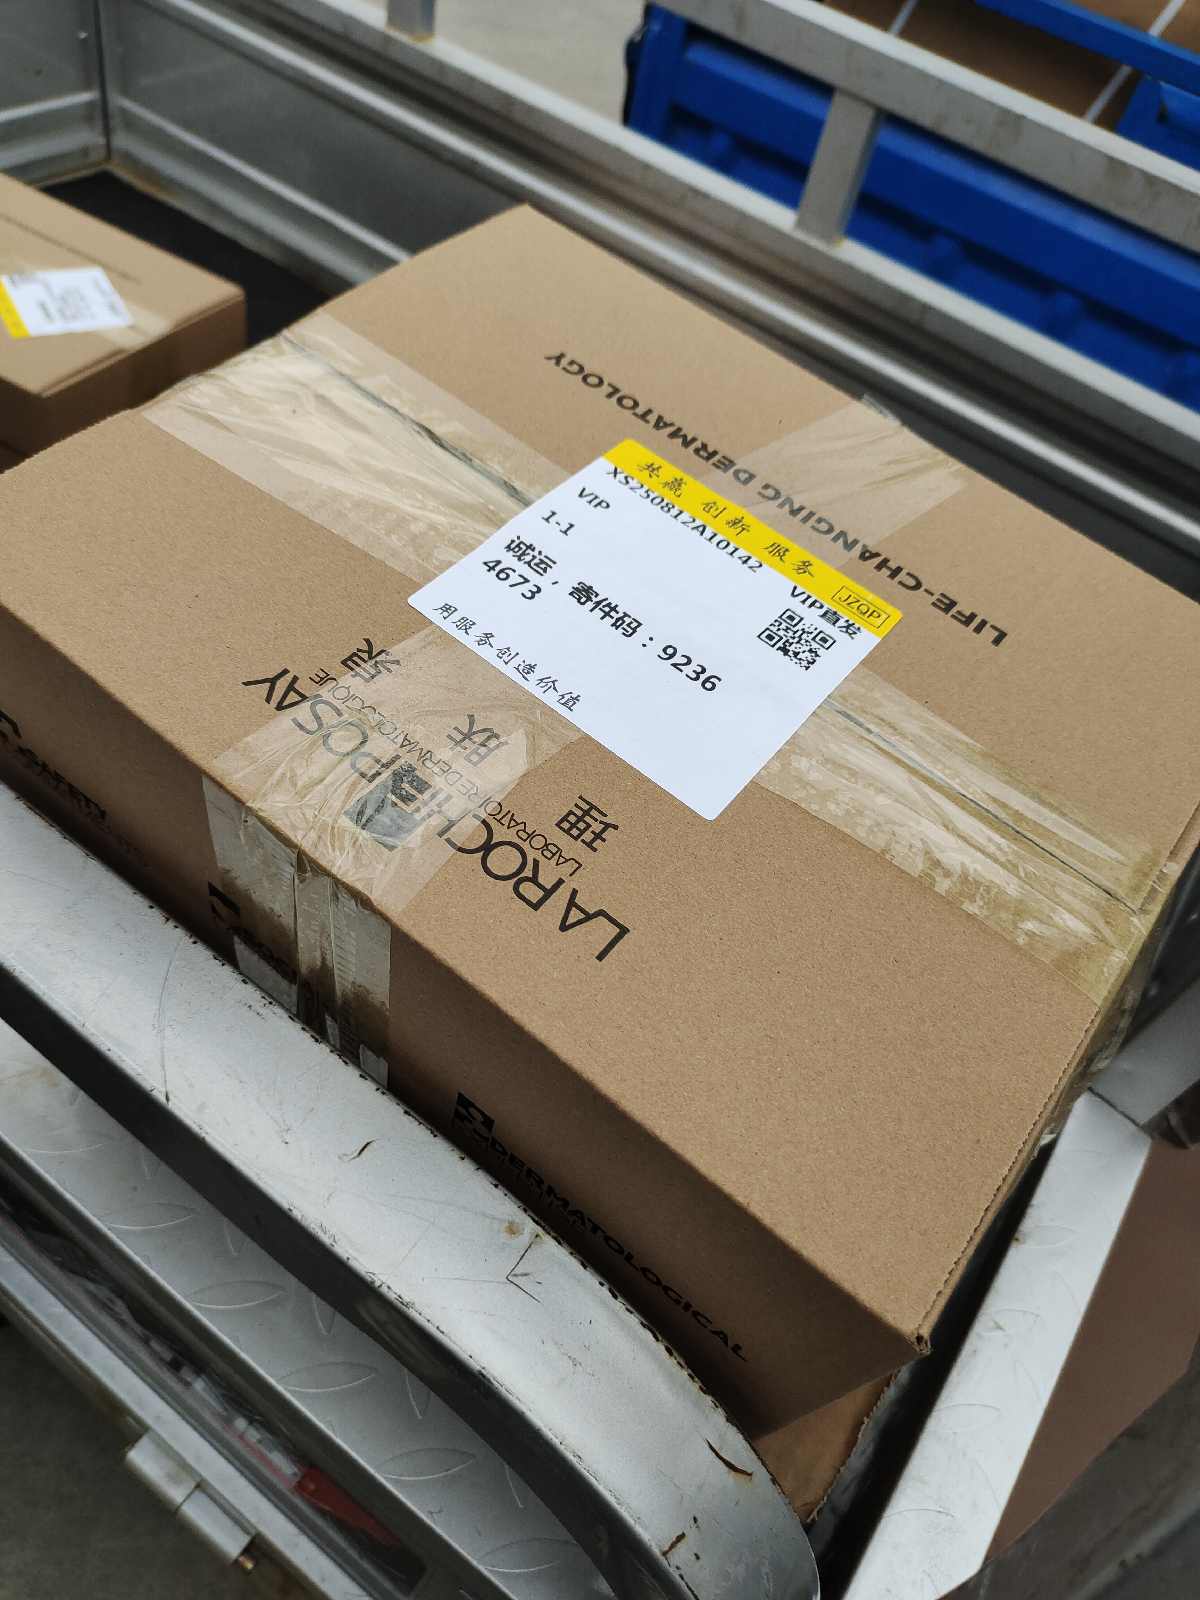 共赢 创新 服务
JZQP
XS250812A10142
VIP
VIP直发
1-1
诚运，寄件码：9236
4673
用服务创造价值
LIFE-CHANGING DERMATOLOGY
LA ROCHE POSAY
LABORATOIRE DERMATOLOGIQUE
理 肤 泉
DERMATOLOGICAL